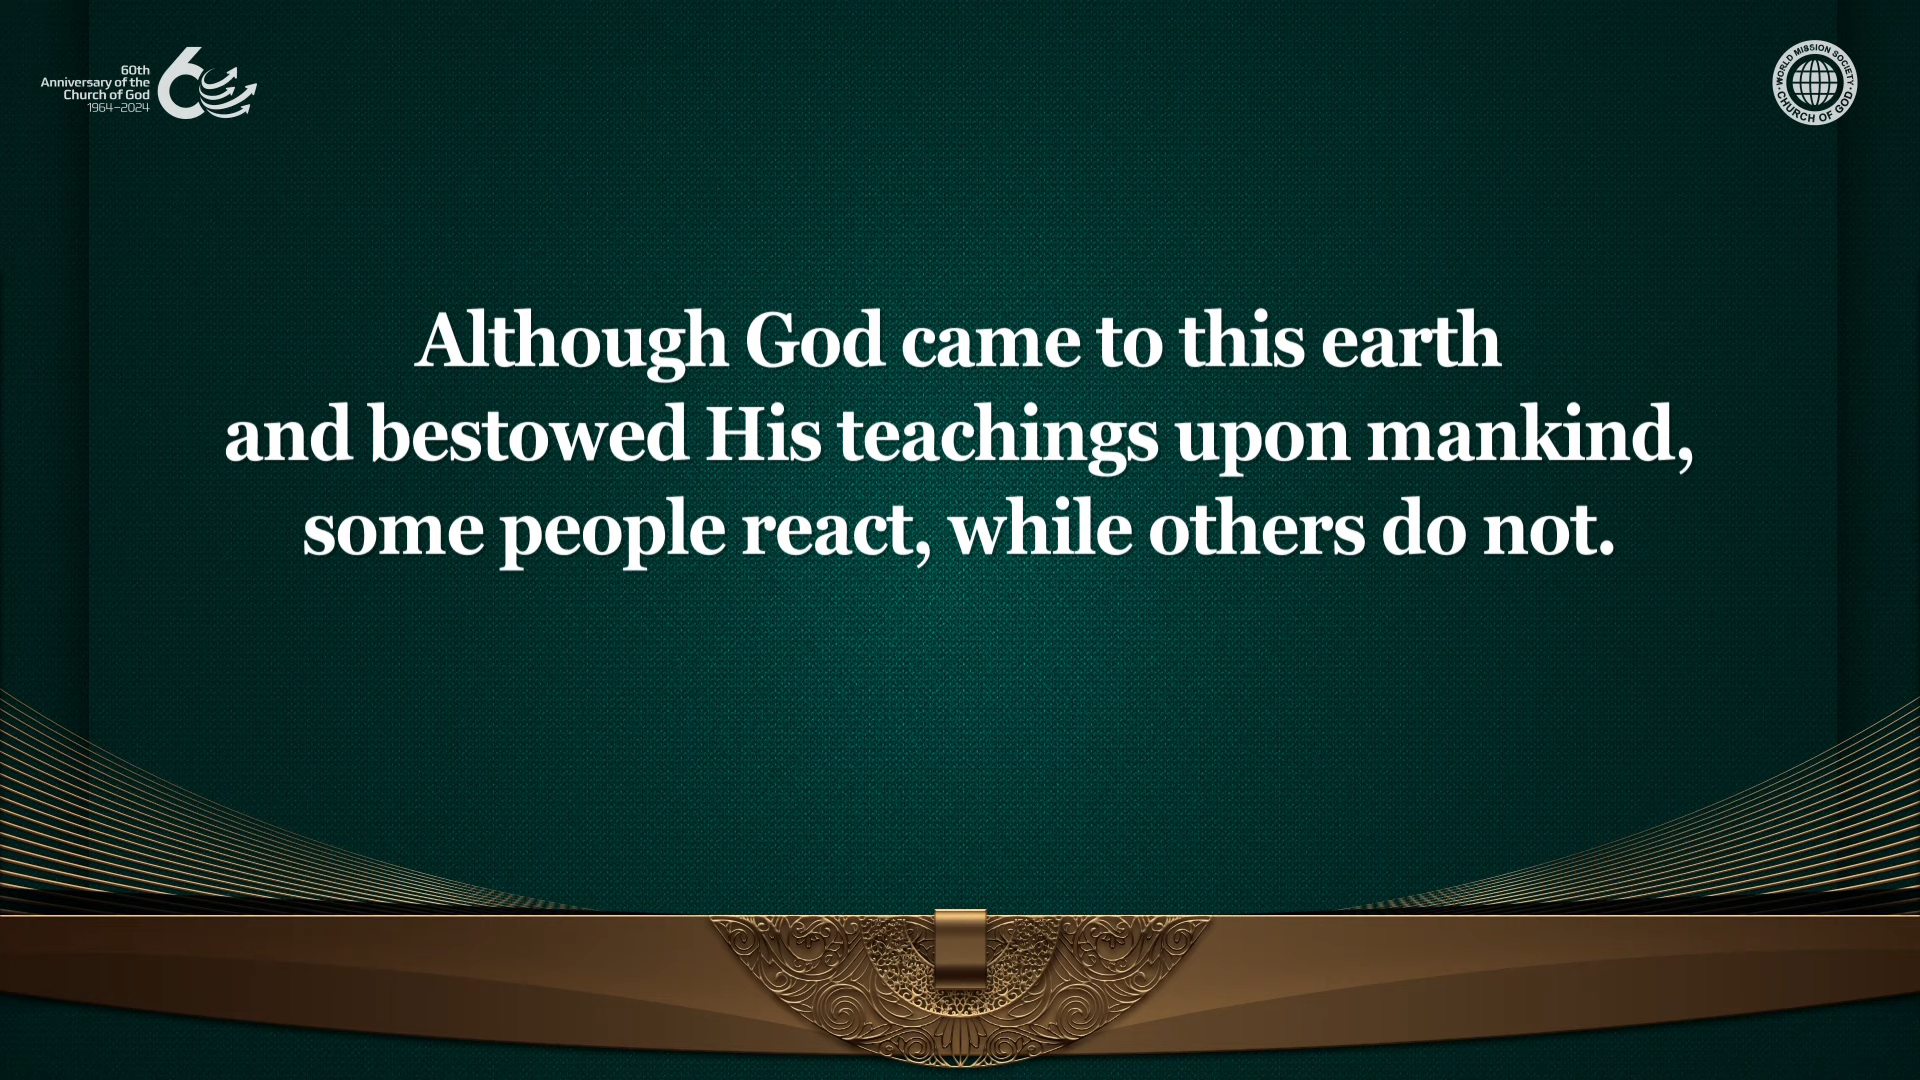 60th
Anniversary of the
Church of God
1964–2024
60
WORLD MISSION SOCIETY
CHURCH OF GOD
Although God came to this earth
and bestowed His teachings upon mankind,
some people react, while others do not.